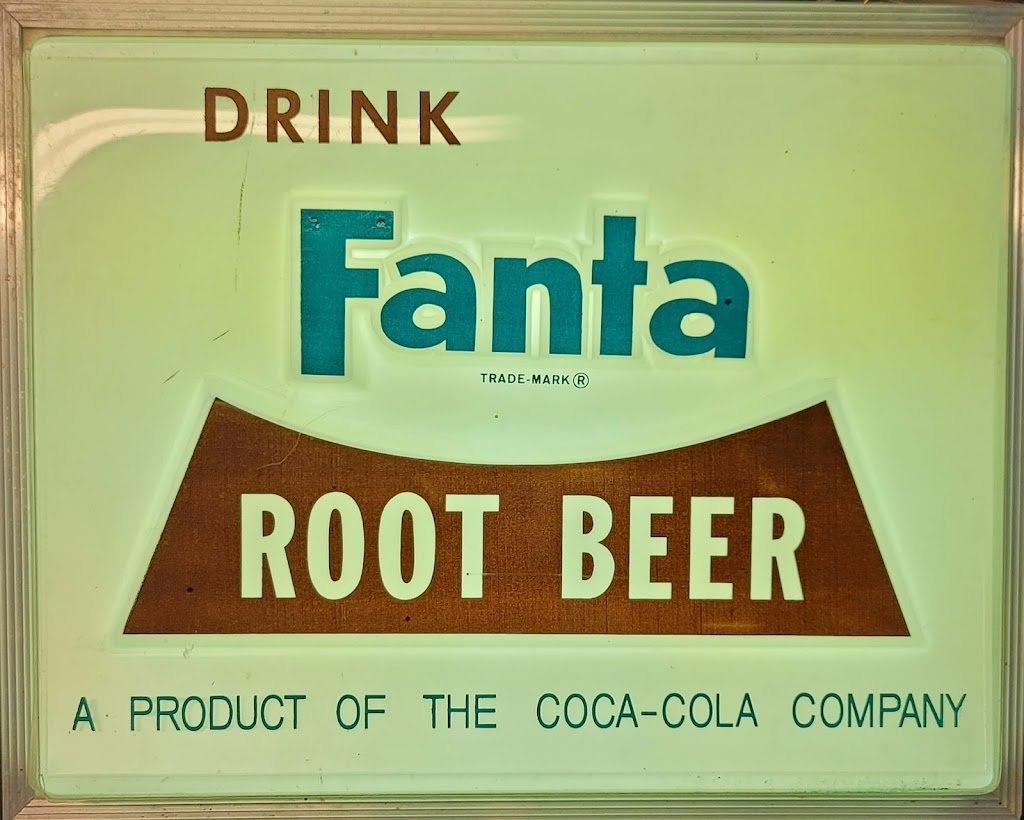 DRINK
Fanta
TRADE-MARK ®
ROOT BEER
A PRODUCT OF THE COCA-COLA COMPANY